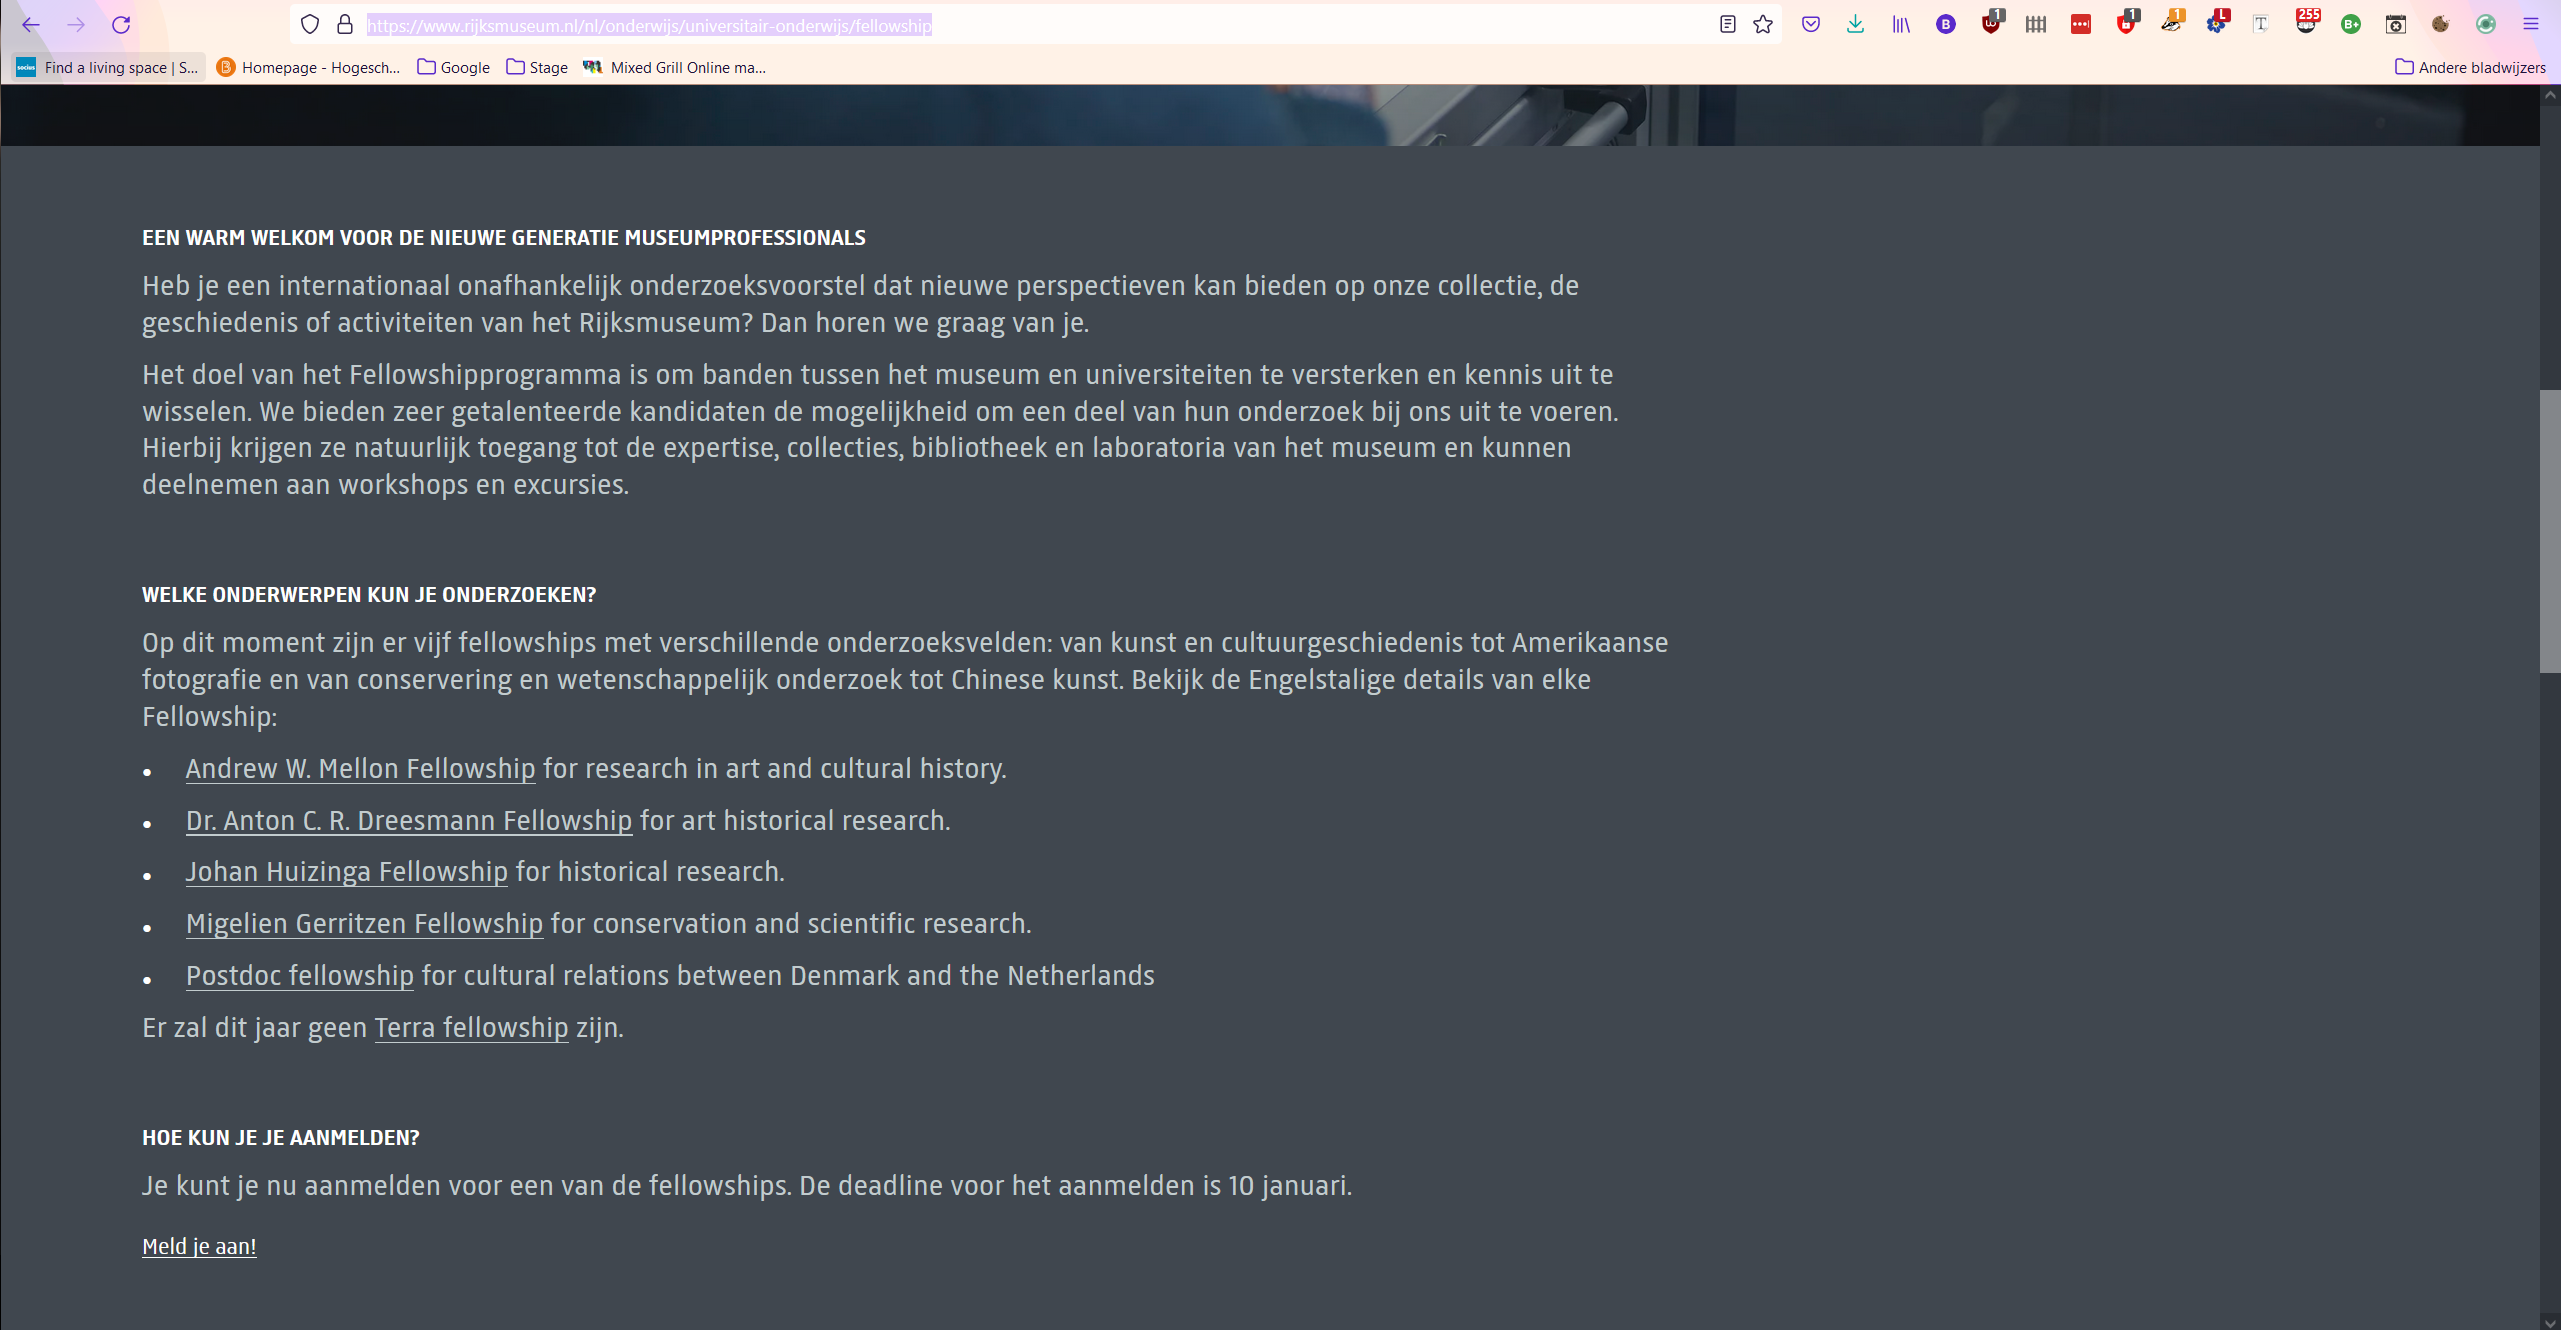 https://www.rijksmuseum.nl/nl/onderwijs/universitair-onderwijs/fellowship
B
1
1
1
L
T
255
B+
socius
Find a living space | S...
B
Homepage - Hogesch...
Google
Stage
Mixed Grill Online ma...
Andere bladwijzers
EEN WARM WELKOM VOOR DE NIEUWE GENERATIE MUSEUMPROFESSIONALS
Heb je een internationaal onafhankelijk onderzoeksvoorstel dat nieuwe perspectieven kan bieden op onze collectie, de
geschiedenis of activiteiten van het Rijksmuseum? Dan horen we graag van je.
Het doel van het Fellowshipprogramma is om banden tussen het museum en universiteiten te versterken en kennis uit te
wisselen. We bieden zeer getalenteerde kandidaten de mogelijkheid om een deel van hun onderzoek bij ons uit te voeren.
Hierbij krijgen ze natuurlijk toegang tot de expertise, collecties, bibliotheek en laboratoria van het museum en kunnen
deelnemen aan workshops en excursies.
WELKE ONDERWERPEN KUN JE ONDERZOEKEN?
Op dit moment zijn er vijf fellowships met verschillende onderzoeksvelden: van kunst en cultuurgeschiedenis tot Amerikaanse
fotografie en van conservering en wetenschappelijk onderzoek tot Chinese kunst. Bekijk de Engelstalige details van elke
Fellowship:
• Andrew W. Mellon Fellowship for research in art and cultural history.
• Dr. Anton C. R. Dreesmann Fellowship for art historical research.
• Johan Huizinga Fellowship for historical research.
• Migelien Gerritzen Fellowship for conservation and scientific research.
• Postdoc fellowship for cultural relations between Denmark and the Netherlands
Er zal dit jaar geen Terra fellowship zijn.
HOE KUN JE JE AANMELDEN?
Je kunt je nu aanmelden voor een van de fellowships. De deadline voor het aanmelden is 10 januari.
Meld je aan!